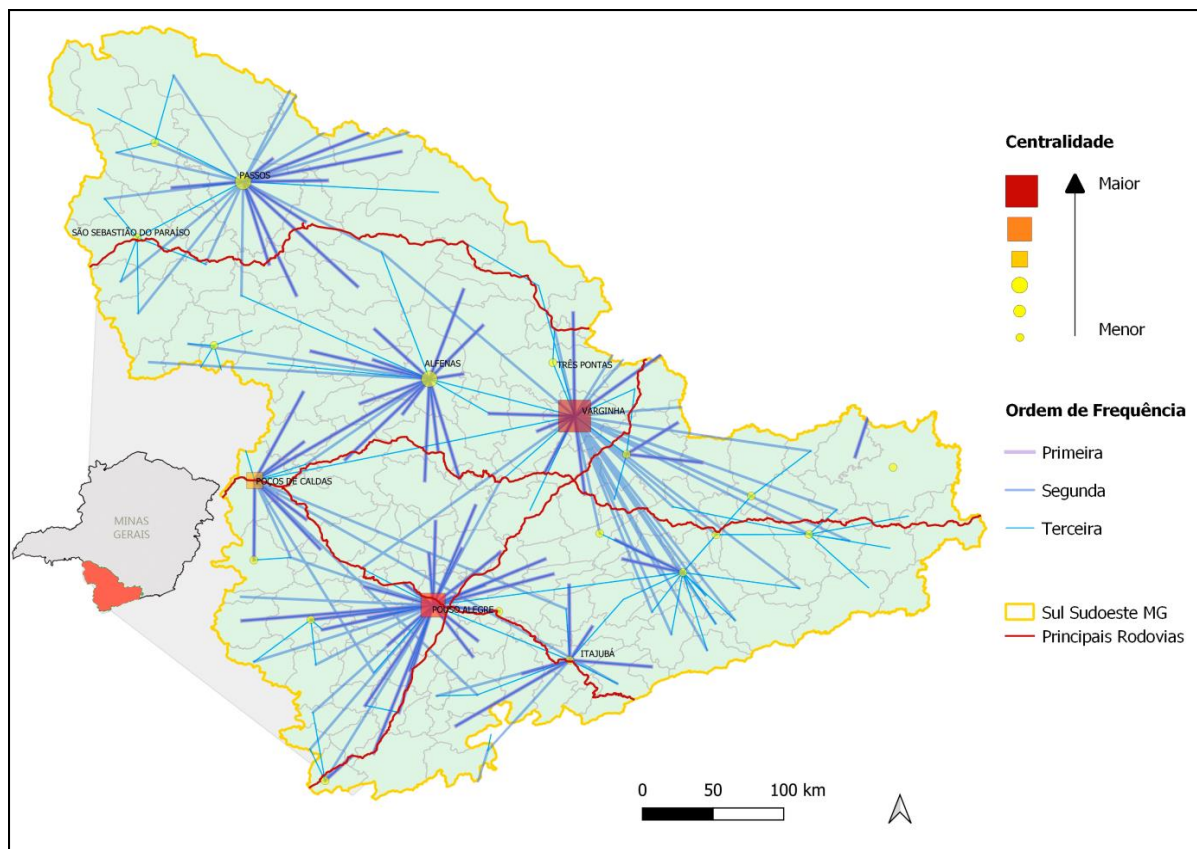 PASSOS
SÃO SEBASTIÃO DO PARAÍSO
ALFENAS
TRÊS PONTAS
VARGINHA
POÇOS DE CALDAS
POUSO ALEGRE
ITAJUBÁ
MINAS
GERAIS
Centralidade
Maior
Menor
Ordem de Frequência
Primeira
Segunda
Terceira
Sul Sudoeste MG
Principais Rodovias
0 50 100 km